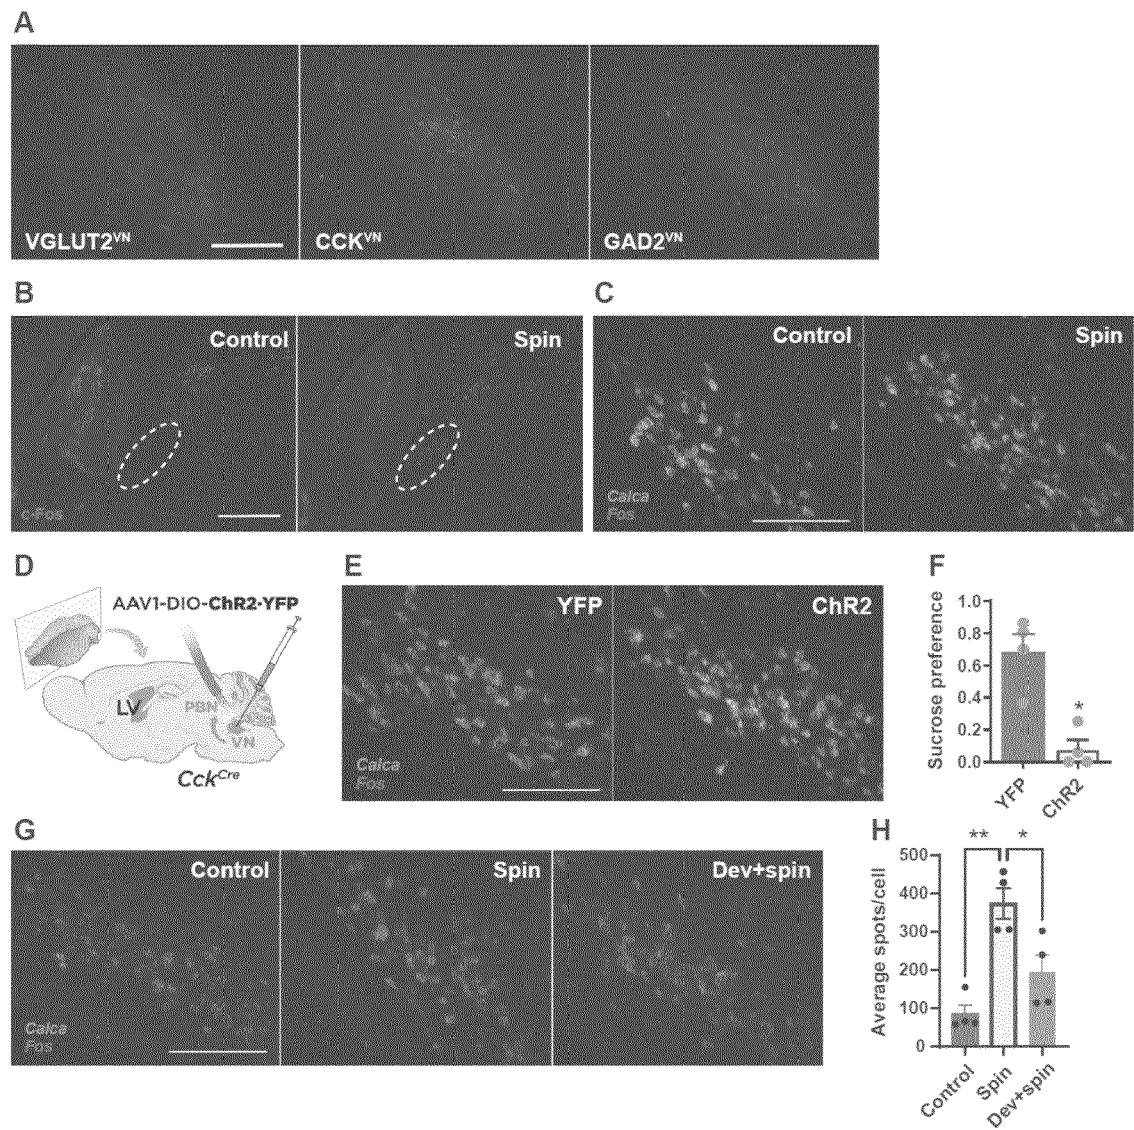 A
VGLUT2VN
CCKVN
GAD2VN
B
Control
Spin
c-Fos
C
Control
Spin
Calca
Fos
D
AAV1-DIO-ChR2-YFP
LV
PBN
VN
CckCre
E
YFP
ChR2
Calca
Fos
F
Sucrose preference
1.0
0.8
0.6
0.4
0.2
0.0
*
YFP
ChR2
G
Control
Spin
Dev+spin
Calca
Fos
H
Average spots/cell
500
400
300
200
100
0
**
*
Control
Spin
Dev+spin